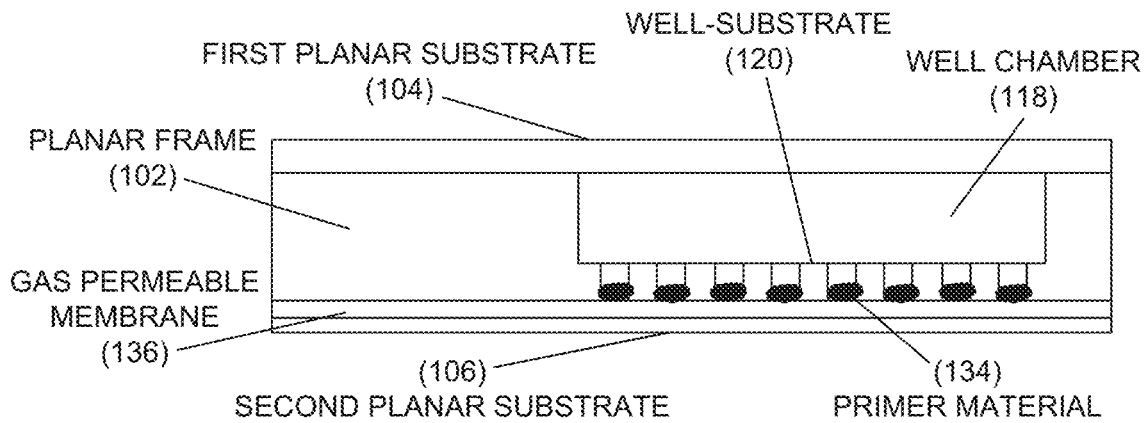 WELL-SUBSTRATE
(120)
FIRST PLANAR SUBSTRATE
(104)
WELL CHAMBER
(118)
PLANAR FRAME
(102)
GAS PERMEABLE
MEMBRANE
(136)
(106)
SECOND PLANAR SUBSTRATE
(134)
PRIMER MATERIAL